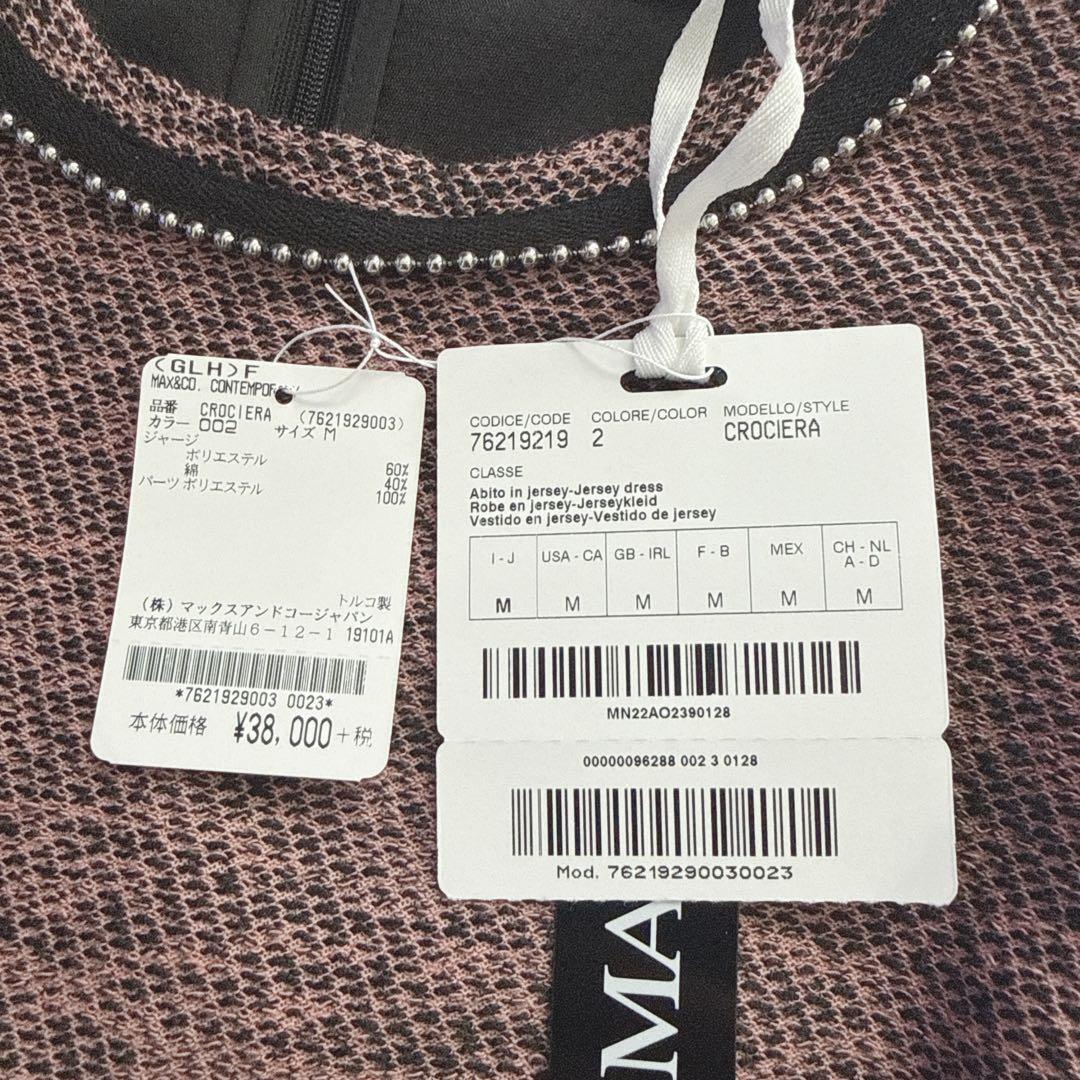 (GLH)F
MAX&CO. CONTEMPORARY
品番 CROCIERA (7621929003)
カラー 002 サイズ M
ジャージ
ポリエステル 60%
綿 40%
パーツ ポリエステル 100%
トルコ製
(株)マックスアンドコージャパン
東京都港区南青山6-12-1 19101A
*7621929003 0023*
本体価格 ¥38,000+税
CODICE/CODE COLORE/COLOR MODELLO/STYLE
76219219 2 CROCIERA
CLASSE
Abito in jersey-Jersey dress
Robe en jersey-Jerseykleid
Vestido en jersey-Vestido de jersey
I - J USA - CA GB - IRL F - B MEX CH - NL A - D
M M M M M M
MN22AO2390128
00000096288 002 3 0128
Mod. 76219290030023
MA